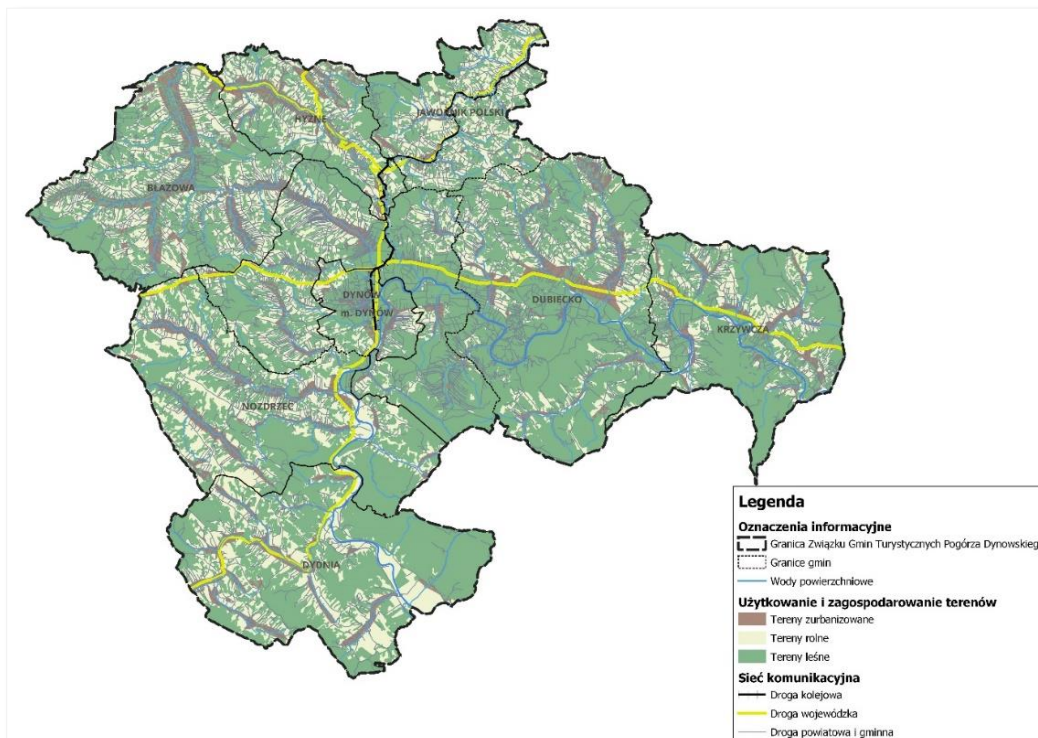 JAWORNIK POLSKI
HYŻNE
BŁAŻOWA
DYNÓW
m. DYNÓW
DUBIECKO
KRZYWCZA
NOZDRZEC
DYDNIA
Legenda
Oznaczenia informacyjne
Granica Związku Gmin Turystycznych Pogórza Dynowskieg
Granice gmin
Wody powierzchniowe
Użytkowanie i zagospodarowanie terenów
Tereny zurbanizowane
Tereny rolne
Tereny leśne
Sieć komunikacyjna
Droga kolejowa
Droga wojewódzka
Droga powiatowa i gminna